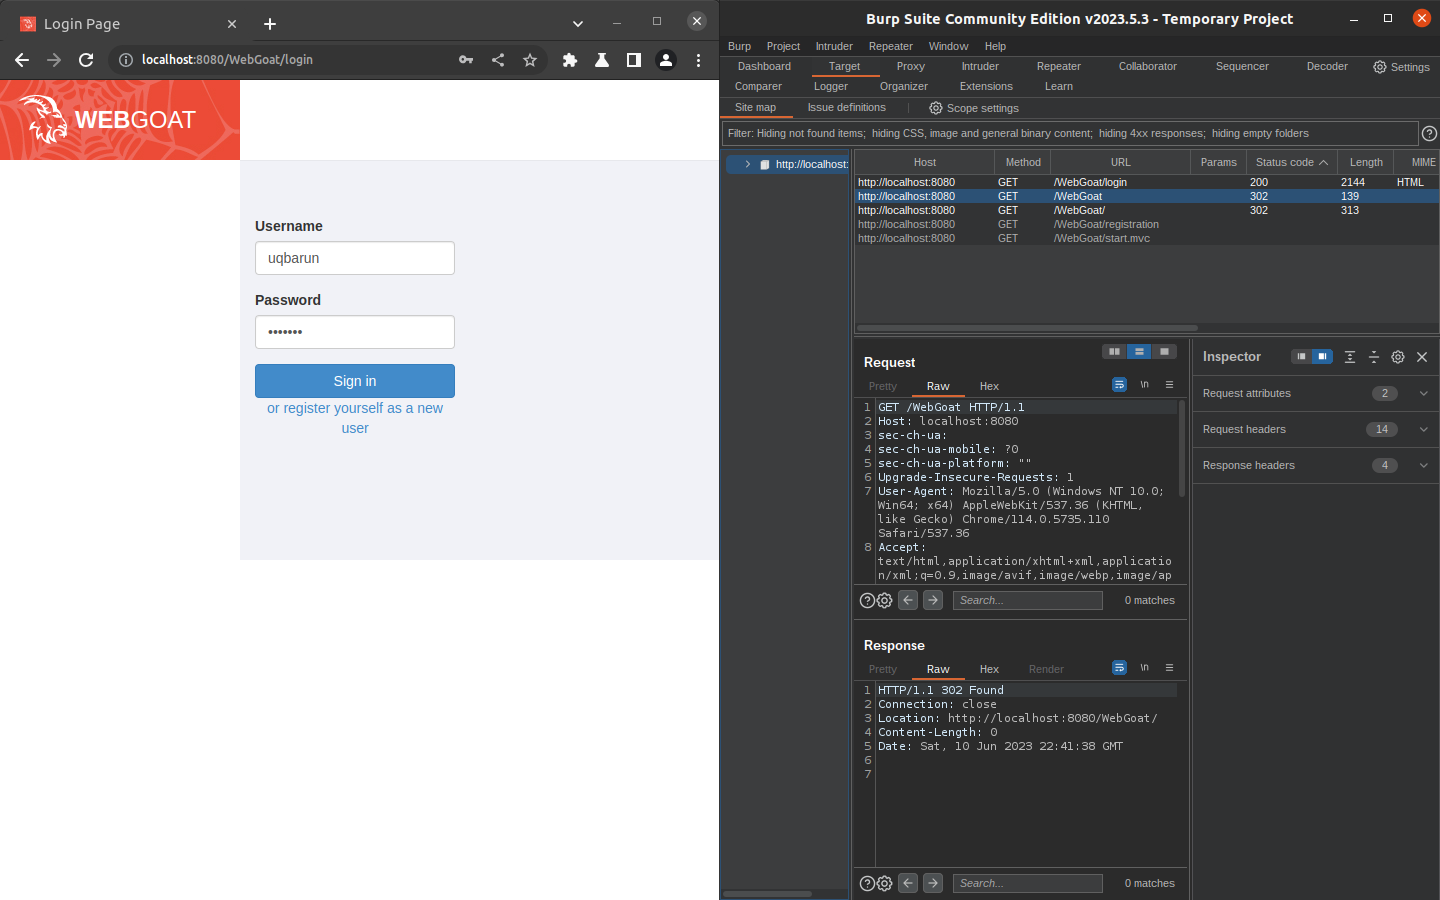 Login Page
localhost:8080/WebGoat/login
WEBGOAT
Username
uqbarun
Password
•••••••
Sign in
or register yourself as a new
user
Burp Suite Community Edition v2023.5.3 - Temporary Project
Burp Project Intruder Repeater Window Help
Dashboard Target Proxy Intruder Repeater Collaborator Sequencer Decoder Settings
Comparer Logger Organizer Extensions Learn
Site map Issue definitions Scope settings
Filter: Hiding not found items; hiding CSS, image and general binary content; hiding 4xx responses; hiding empty folders
http://localhost:
Host Method URL Params Status code Length MIME
http://localhost:8080 GET /WebGoat/login 200 2144 HTML
http://localhost:8080 GET /WebGoat 302 139
http://localhost:8080 GET /WebGoat/ 302 313
http://localhost:8080 GET /WebGoat/registration
http://localhost:8080 GET /WebGoat/start.mvc
Request
Pretty Raw Hex \n
1 GET /WebGoat HTTP/1.1
2 Host: localhost:8080
3 sec-ch-ua:
4 sec-ch-ua-mobile: ?0
5 sec-ch-ua-platform: ""
6 Upgrade-Insecure-Requests: 1
7 User-Agent: Mozilla/5.0 (Windows NT 10.0;
Win64; x64) AppleWebKit/537.36 (KHTML,
like Gecko) Chrome/114.0.5735.110
Safari/537.36
8 Accept:
text/html,application/xhtml+xml,applicatio
n/xml;q=0.9,image/avif,image/webp,image/ap
Search... 0 matches
Response
Pretty Raw Hex Render \n
1 HTTP/1.1 302 Found
2 Connection: close
3 Location: http://localhost:8080/WebGoat/
4 Content-Length: 0
5 Date: Sat, 10 Jun 2023 22:41:38 GMT
6
7
Search... 0 matches
Inspector
Request attributes 2
Request headers 14
Response headers 4